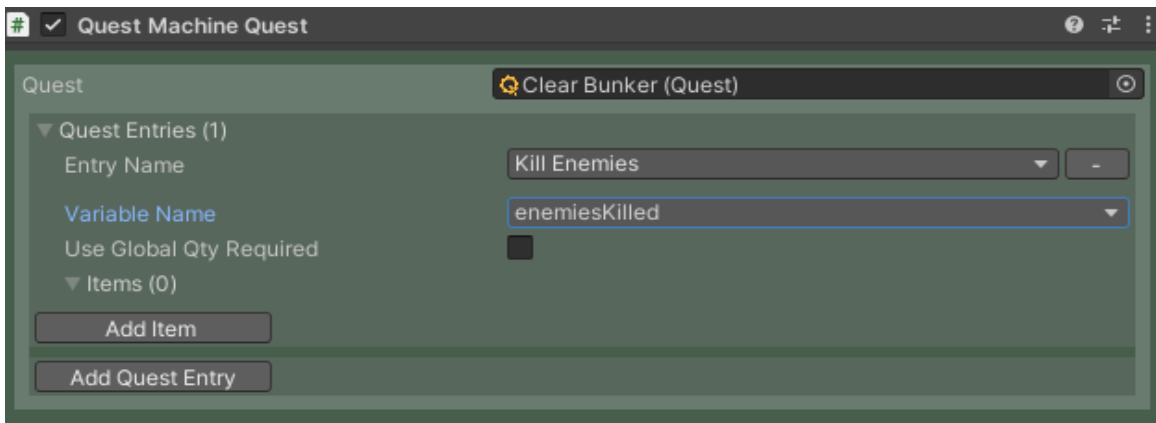 Quest Machine Quest
Quest Clear Bunker (Quest)
Quest Entries (1)
Entry Name Kill Enemies -
Variable Name enemiesKilled
Use Global Qty Required
Items (0)
Add Item
Add Quest Entry